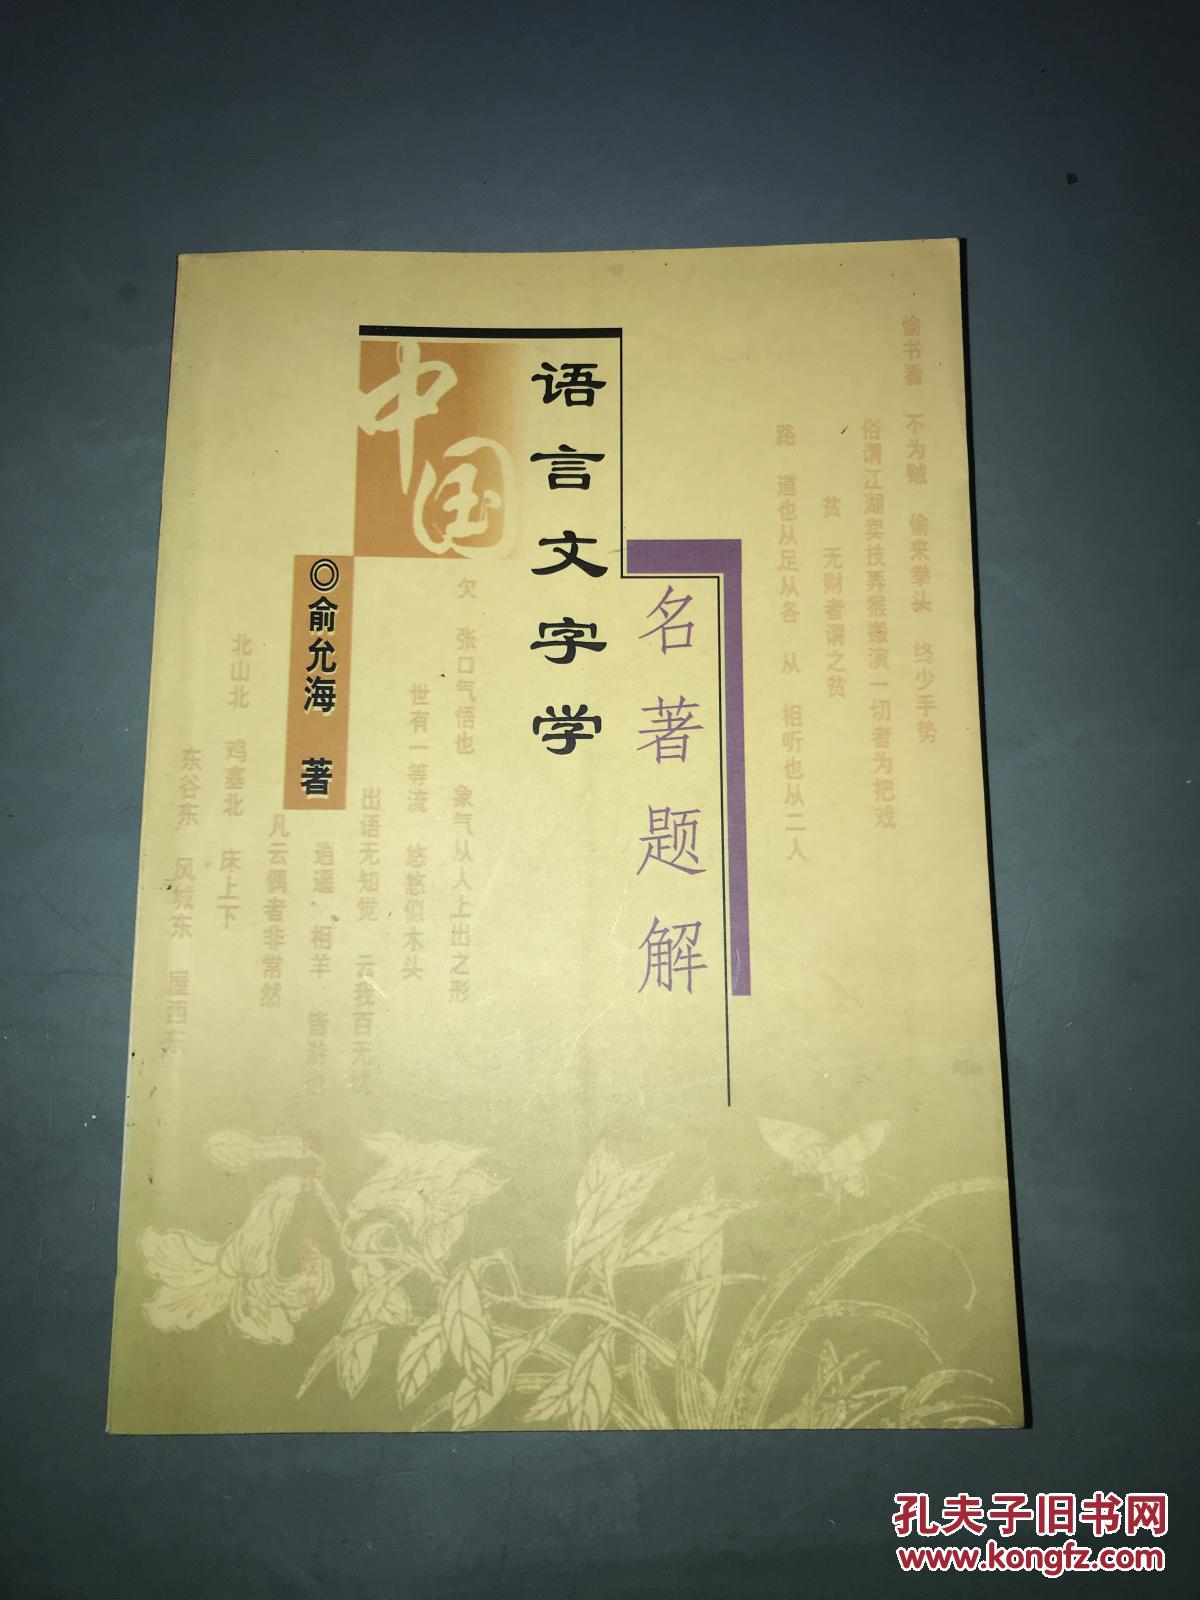 中国
语言文字学
名著题解
◎俞允海 著
偷书看 不为贼 偷来拳头 终少手势
俗谓江湖卖技弄猴搬演一切者为把戏
贫 无财者谓之贫
路 道也从足从各 从 相听也从二人
欠 张口气悟也 象气从人上出之形
世有一等流 悠悠似木头
出语无知觉 云我百无忧
逍遥 相羊 皆游也
凡云偶者非常然
北山北 鸡塞北 床上下
东谷东 风城东 屋西东
孔夫子旧书网
www.kongfz.com